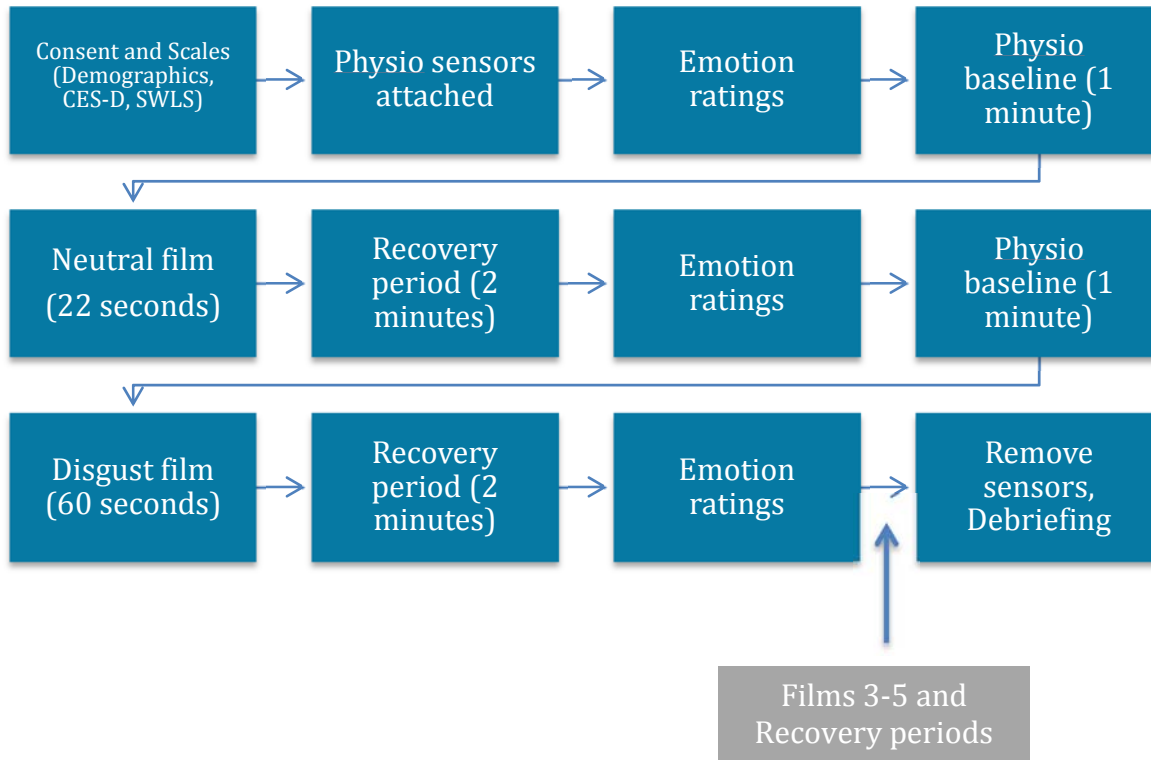 Consent and Scales
(Demographics,
CES-D, SWLS)
Physio sensors
attached
Emotion
ratings
Physio
baseline (1
minute)
Neutral film
(22 seconds)
Recovery
period (2
minutes)
Emotion
ratings
Physio
baseline (1
minute)
Disgust film
(60 seconds)
Recovery
period (2
minutes)
Emotion
ratings
Remove
sensors,
Debriefing
Films 3-5 and
Recovery periods